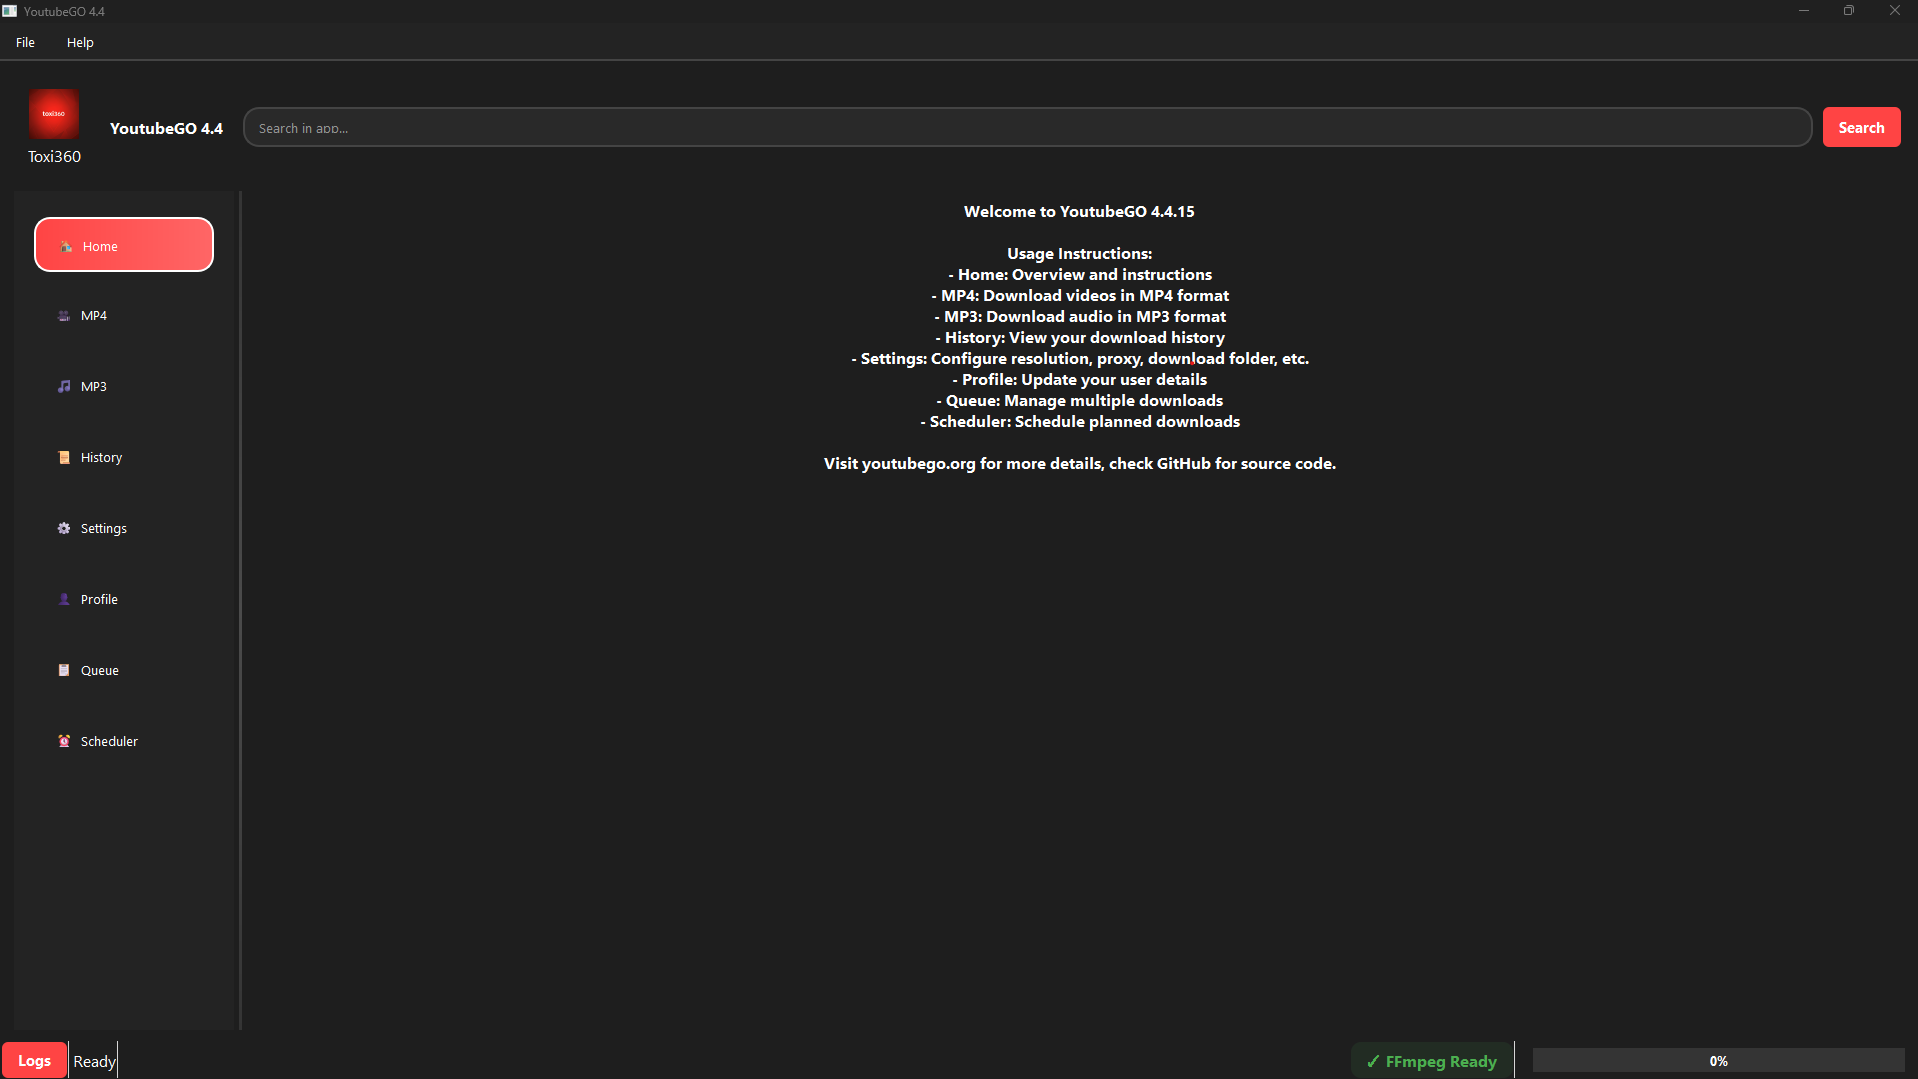 YoutubeGO 4.4
File Help
toxi360
Toxi360
YoutubeGO 4.4
Search in app...
Search
Home
MP4
MP3
History
Settings
Profile
Queue
Scheduler
Welcome to YoutubeGO 4.4.15
Usage Instructions:
- Home: Overview and instructions
- MP4: Download videos in MP4 format
- MP3: Download audio in MP3 format
- History: View your download history
- Settings: Configure resolution, proxy, download folder, etc.
- Profile: Update your user details
- Queue: Manage multiple downloads
- Scheduler: Schedule planned downloads
Visit youtubego.org for more details, check GitHub for source code.
Logs
Ready
✓ FFmpeg Ready
0%